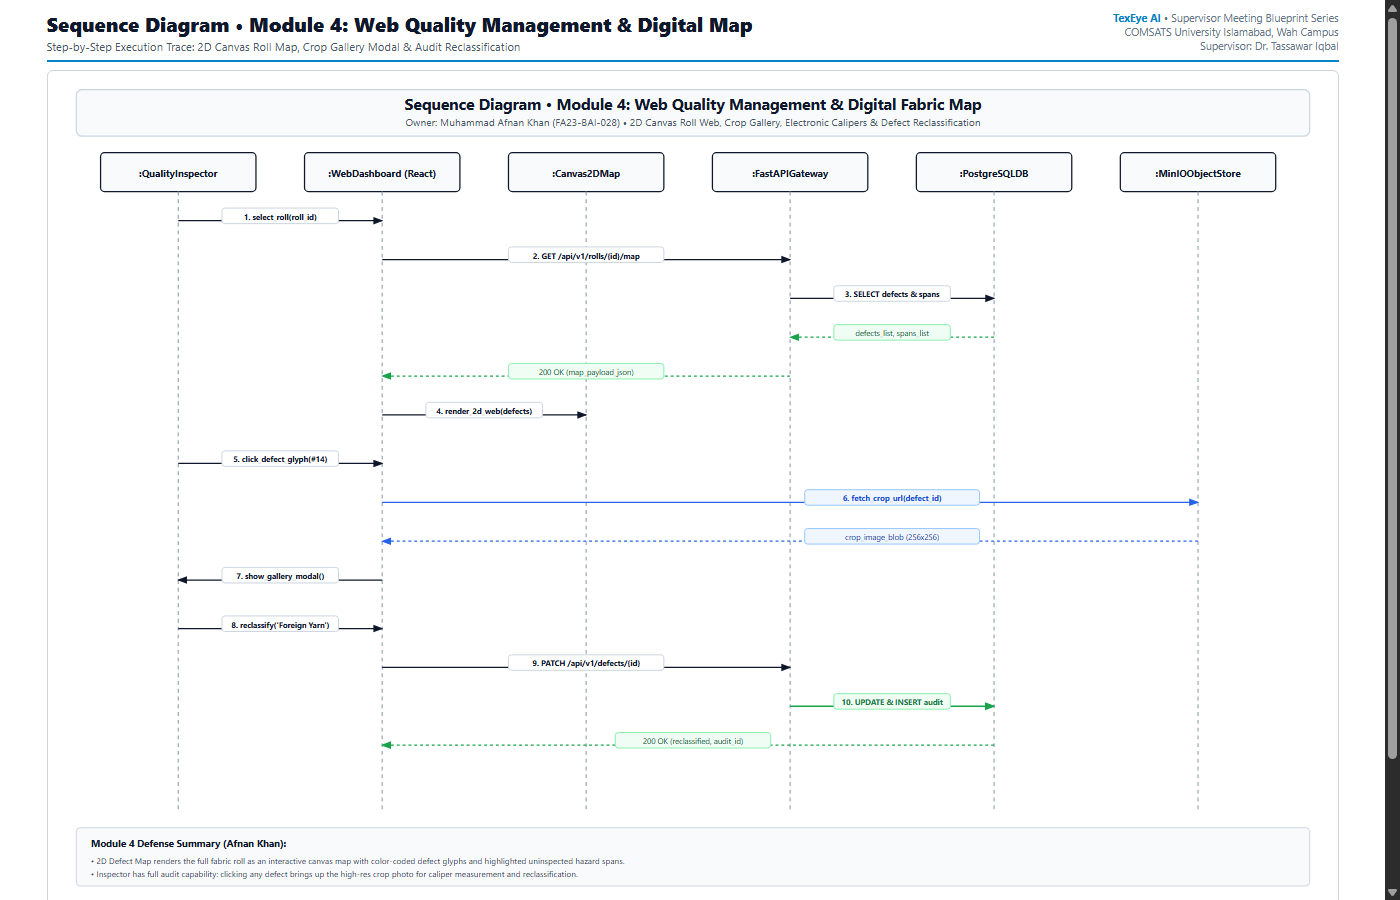 Sequence Diagram • Module 4: Web Quality Management & Digital Map
Step-by-Step Execution Trace: 2D Canvas Roll Map, Crop Gallery Modal & Audit Reclassification
TexEye AI • Supervisor Meeting Blueprint Series
COMSATS University Islamabad, Wah Campus
Supervisor: Dr. Tassawar Iqbal
Sequence Diagram • Module 4: Web Quality Management & Digital Fabric Map
Owner: Muhammad Afnan Khan (FA23-BAI-028) • 2D Canvas Roll Web, Crop Gallery, Electronic Calipers & Defect Reclassification
:QualityInspector
:WebDashboard (React)
:Canvas2DMap
:FastAPIGateway
:PostgreSQLDB
:MinIOObjectStore
1. select_roll(roll_id)
2. GET /api/v1/rolls/(id)/map
3. SELECT defects & spans
defects_list, spans_list
200 OK (map_payload_json)
4. render_2d_web(defects)
5. click_defect_glyph(#14)
6. fetch_crop_url(defect_id)
crop_image_blob (256x256)
7. show_gallery_modal()
8. reclassify('Foreign Yarn')
9. PATCH /api/v1/defects/(id)
10. UPDATE & INSERT audit
200 OK (reclassified, audit_id)
Module 4 Defense Summary (Afnan Khan):
• 2D Defect Map renders the full fabric roll as an interactive canvas map with color-coded defect glyphs and highlighted uninspected hazard spans.
• Inspector has full audit capability: clicking any defect brings up the high-res crop photo for caliper measurement and reclassification.